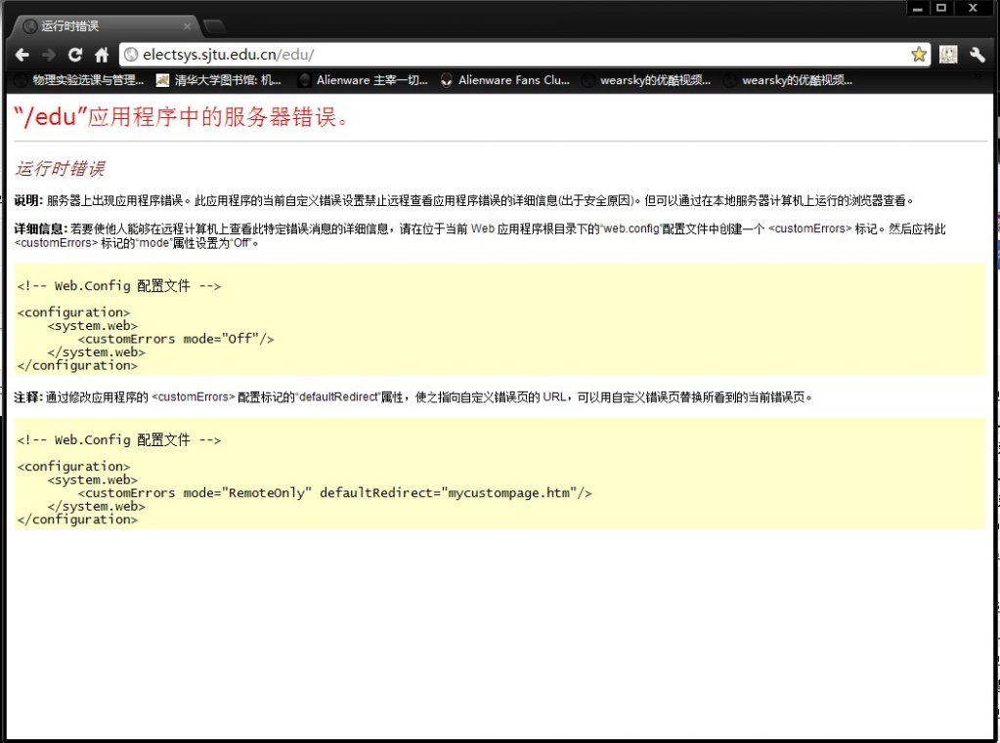 运行时错误
electsys.sjtu.edu.cn/edu/
物理实验选课与管理... 清华大学图书馆: 机... Alienware 主宰一切... Alienware Fans Clu... wearsky的优酷视频... wearsky的优酷视频...
“/edu”应用程序中的服务器错误。
运行时错误
说明: 服务器上出现应用程序错误。此应用程序的当前自定义错误设置禁止远程查看应用程序错误的详细信息(出于安全原因)。但可以通过在本地服务器计算机上运行的浏览器查看。
详细信息: 若要使他人能够在远程计算机上查看此特定错误消息的详细信息，请在位于当前 Web 应用程序根目录下的“web.config”配置文件中创建一个 <customErrors> 标记。然后应将此
<customErrors> 标记的“mode”属性设置为“Off”。
<!-- Web.Config 配置文件 -->
<configuration>
    <system.web>
        <customErrors mode="Off"/>
    </system.web>
</configuration>
注释: 通过修改应用程序的 <customErrors> 配置标记的“defaultRedirect”属性，使之指向自定义错误页的 URL，可以用自定义错误页替换所看到的当前错误页。
<!-- Web.Config 配置文件 -->
<configuration>
    <system.web>
        <customErrors mode="RemoteOnly" defaultRedirect="mycustompage.htm"/>
    </system.web>
</configuration>